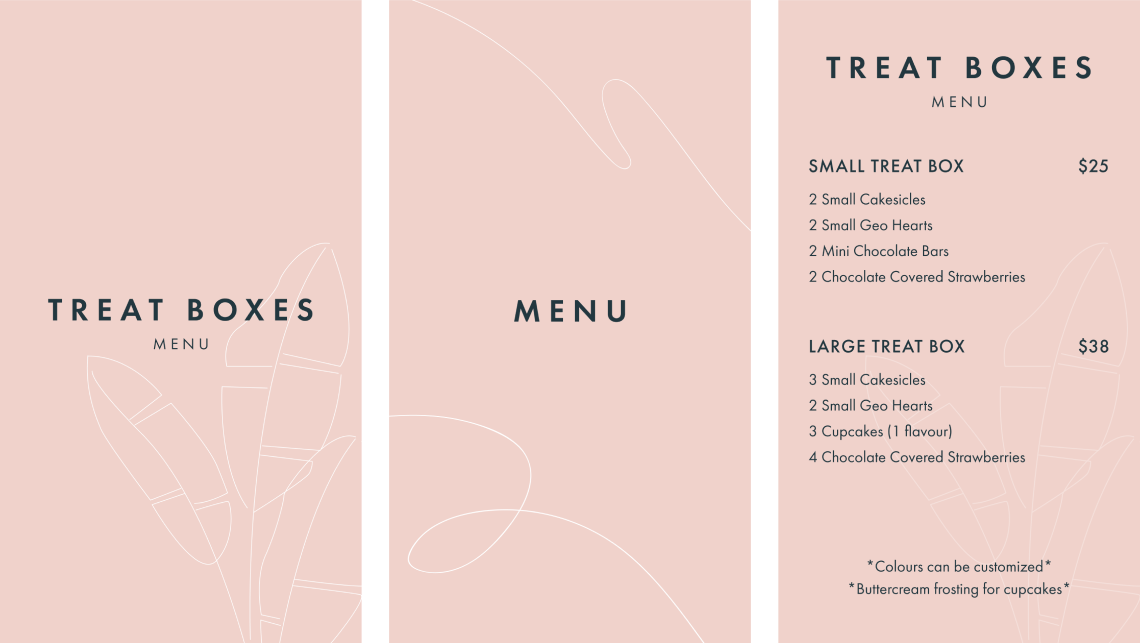 TREAT BOXES
MENU
MENU
TREAT BOXES
MENU
SMALL TREAT BOX $25
2 Small Cakesicles
2 Small Geo Hearts
2 Mini Chocolate Bars
2 Chocolate Covered Strawberries
LARGE TREAT BOX $38
3 Small Cakesicles
2 Small Geo Hearts
3 Cupcakes (1 flavour)
4 Chocolate Covered Strawberries
*Colours can be customized*
*Buttercream frosting for cupcakes*